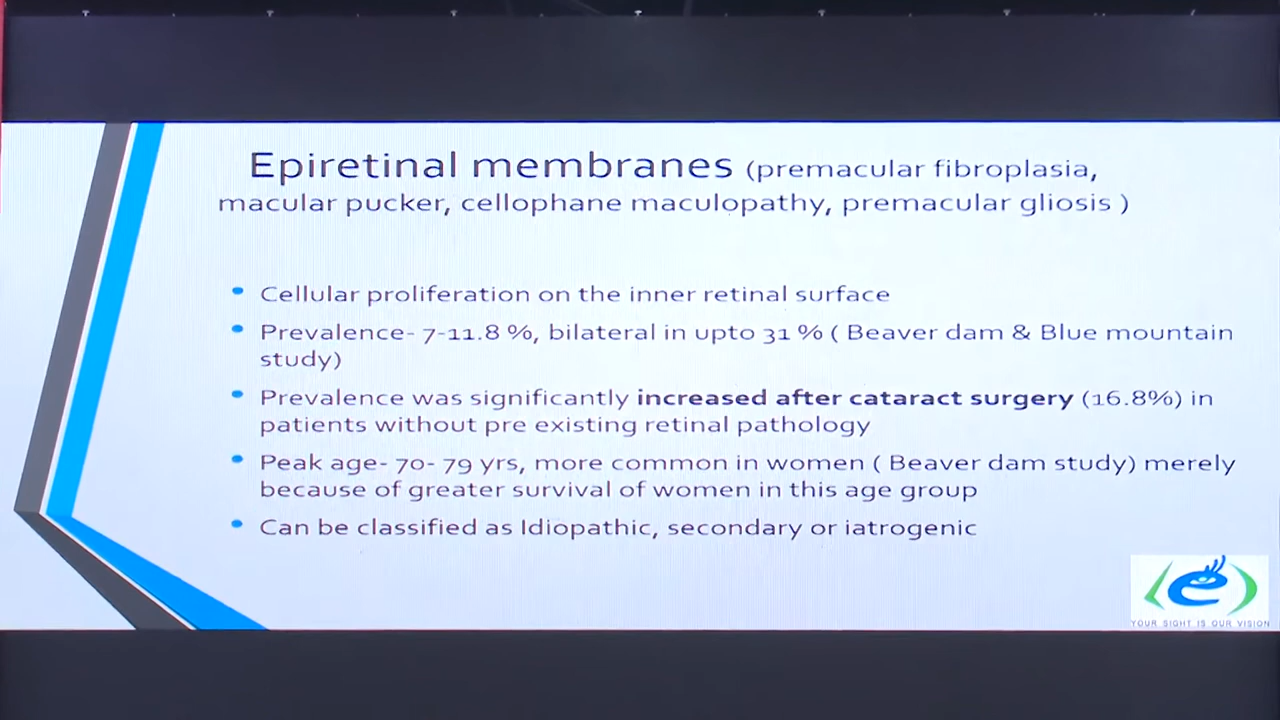 Epiretinal membranes (premacular fibroplasia,
macular pucker, cellophane maculopathy, premacular gliosis )
• Cellular proliferation on the inner retinal surface
• Prevalence- 7-11.8 %, bilateral in upto 31 % ( Beaver dam & Blue mountain
study)
• Prevalence was significantly increased after cataract surgery (16.8%) in
patients without pre existing retinal pathology
• Peak age- 70- 79 yrs, more common in women ( Beaver dam study) merely
because of greater survival of women in this age group
• Can be classified as Idiopathic, secondary or iatrogenic
(e)
YOUR SIGHT IS OUR VISION